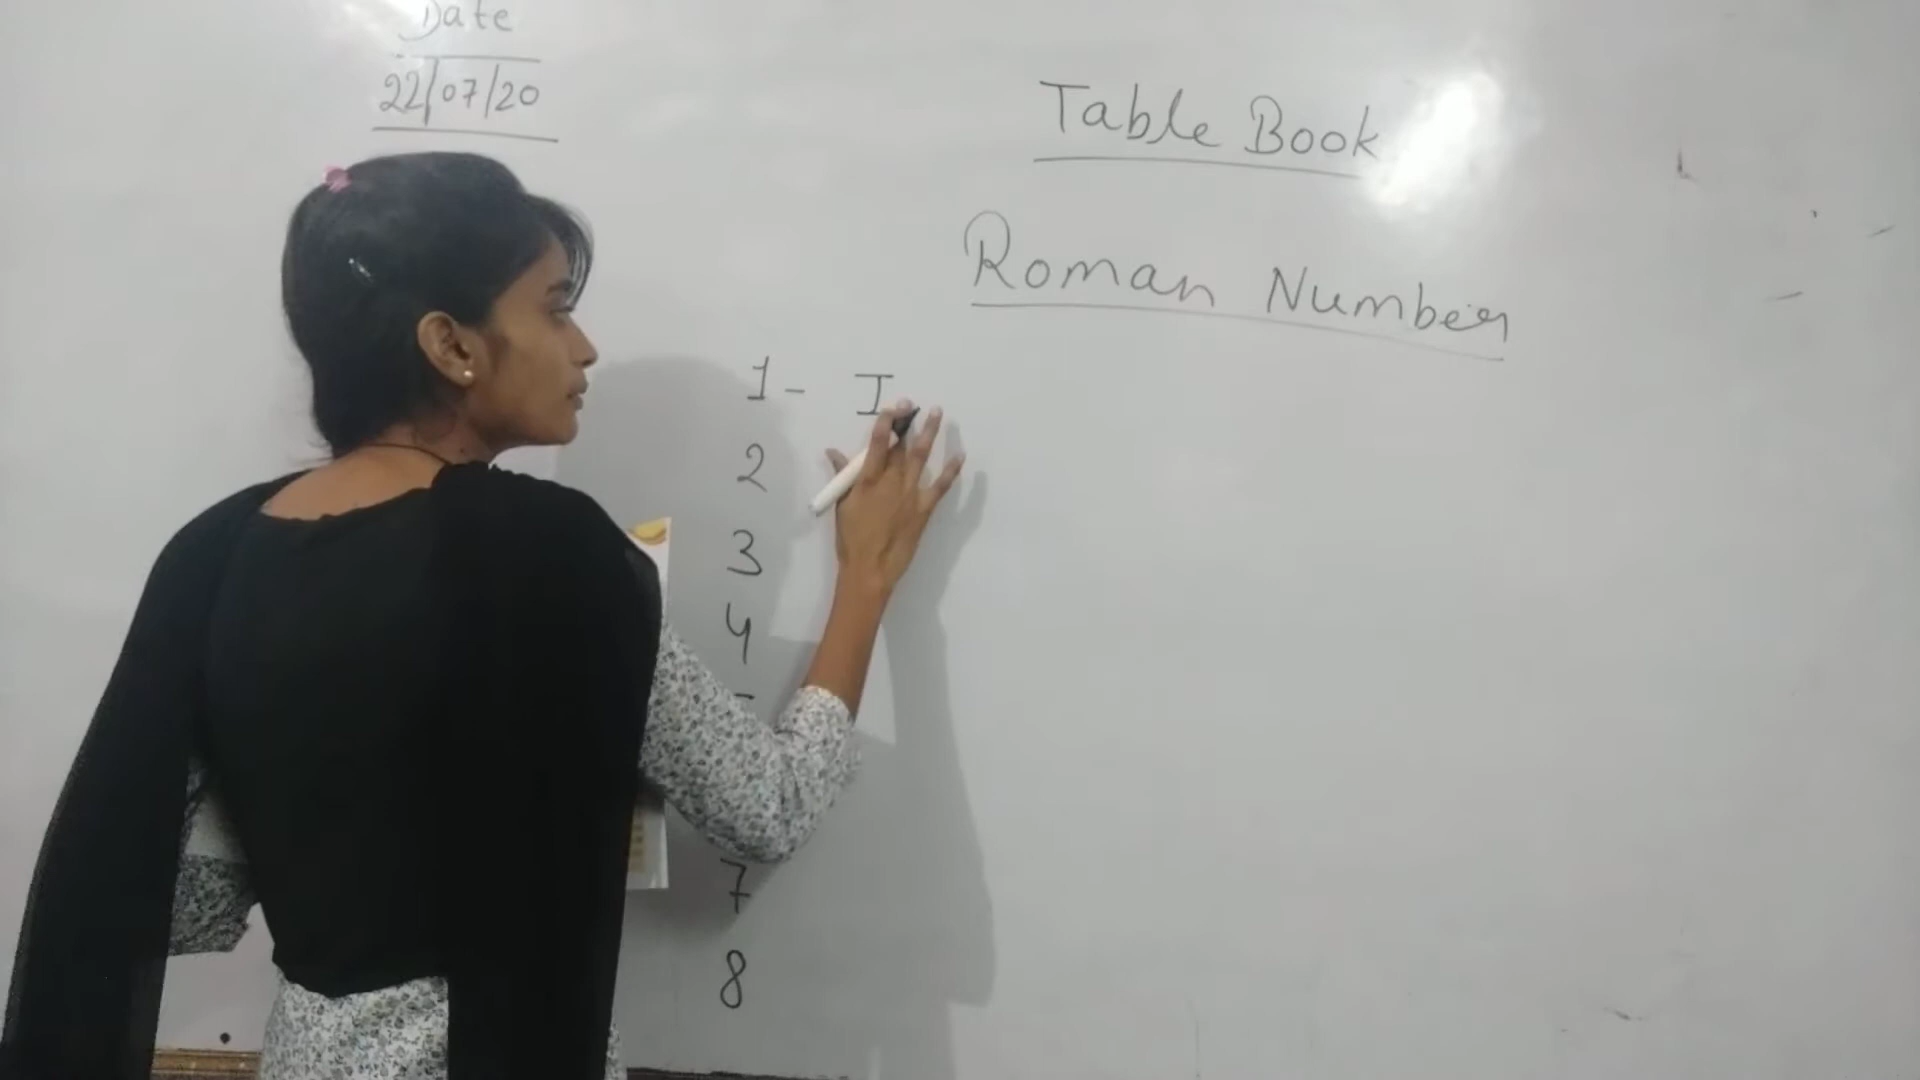 Date
22/07/20
Table Book
Roman Number
1- I
2
3
4
7
8